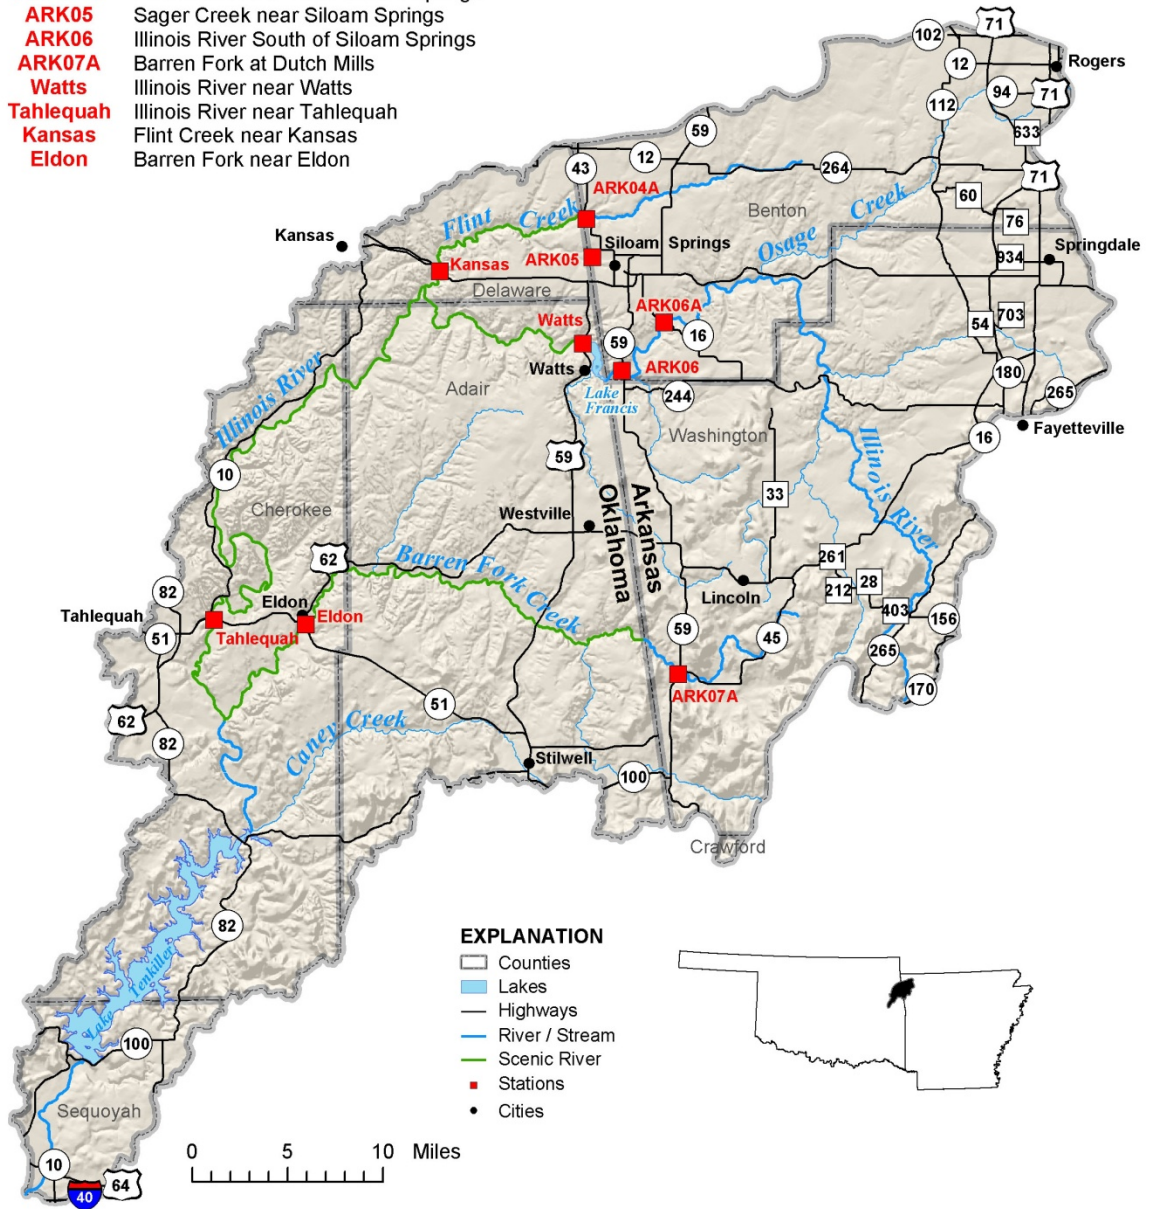 ARK05 Sager Creek near Siloam Springs
ARK06 Illinois River South of Siloam Springs
ARK07A Barren Fork at Dutch Mills
Watts Illinois River near Watts
Tahlequah Illinois River near Tahlequah
Kansas Flint Creek near Kansas
Eldon Barren Fork near Eldon
71
102
12
Rogers
94
71
112
633
59
12
43
264
71
ARK04A
60
Flint Creek
Benton
Osage Creek
76
Kansas
Siloam Springs
Springdale
ARK05
934
Kansas
Delaware
ARK06A
Watts
703
54
59
16
Watts
ARK06
180
Adair
Lake
Francis
244
265
Illinois River
Washington
Fayetteville
16
59
10
Illinois River
33
Arkansas
Oklahoma
Cherokee
Westville
62
Barren Fork Creek
261
28
82
212
Lincoln
Eldon
403
Tahlequah
Eldon
156
51
Tahlequah
59
45
265
170
ARK07A
51
62
Caney Creek
82
Stilwell
100
Crawford
82
EXPLANATION
Counties
Lake Tenkiller
Lakes
Highways
River / Stream
100
Scenic River
Stations
Sequoyah
Cities
0 5 10 Miles
10
64
40